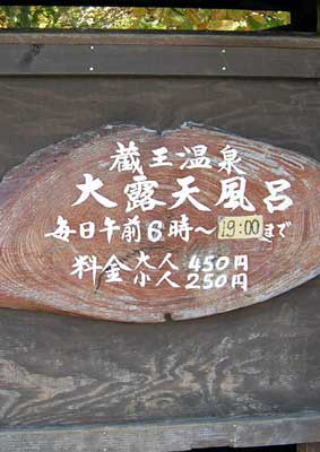 蔵王温泉
大露天風呂
毎日午前6時〜19:00まで
料金大人 450円
小人 250円